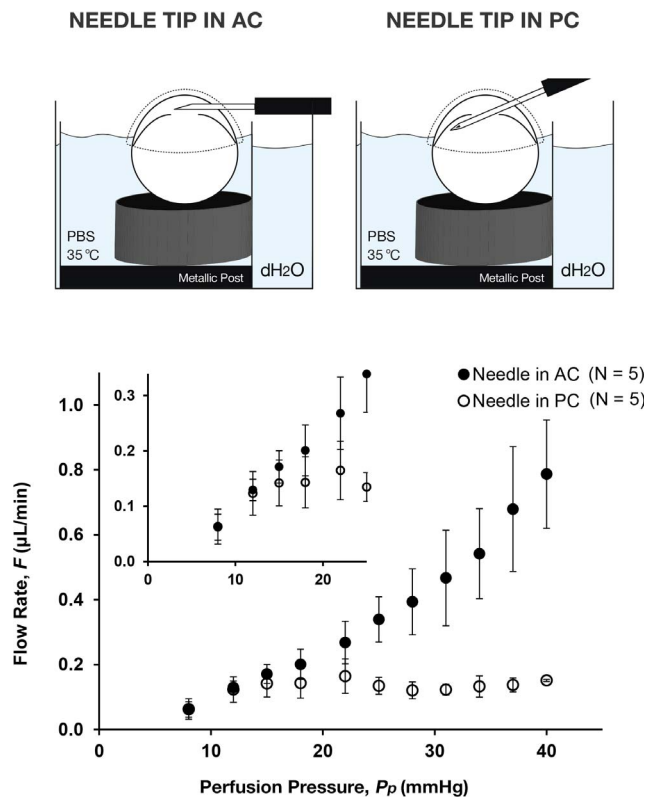 NEEDLE TIP IN AC
NEEDLE TIP IN PC
PBS
35 °C
Metallic Post
dH2O
PBS
35 °C
Metallic Post
dH2O
Needle in AC (N = 5)
Needle in PC (N = 5)
Flow Rate, F (µL/min)
1.0
0.8
0.6
0.4
0.2
0.0
0.3
0.2
0.1
0.0
0
10
20
0
10
20
30
40
Perfusion Pressure, Pp (mmHg)